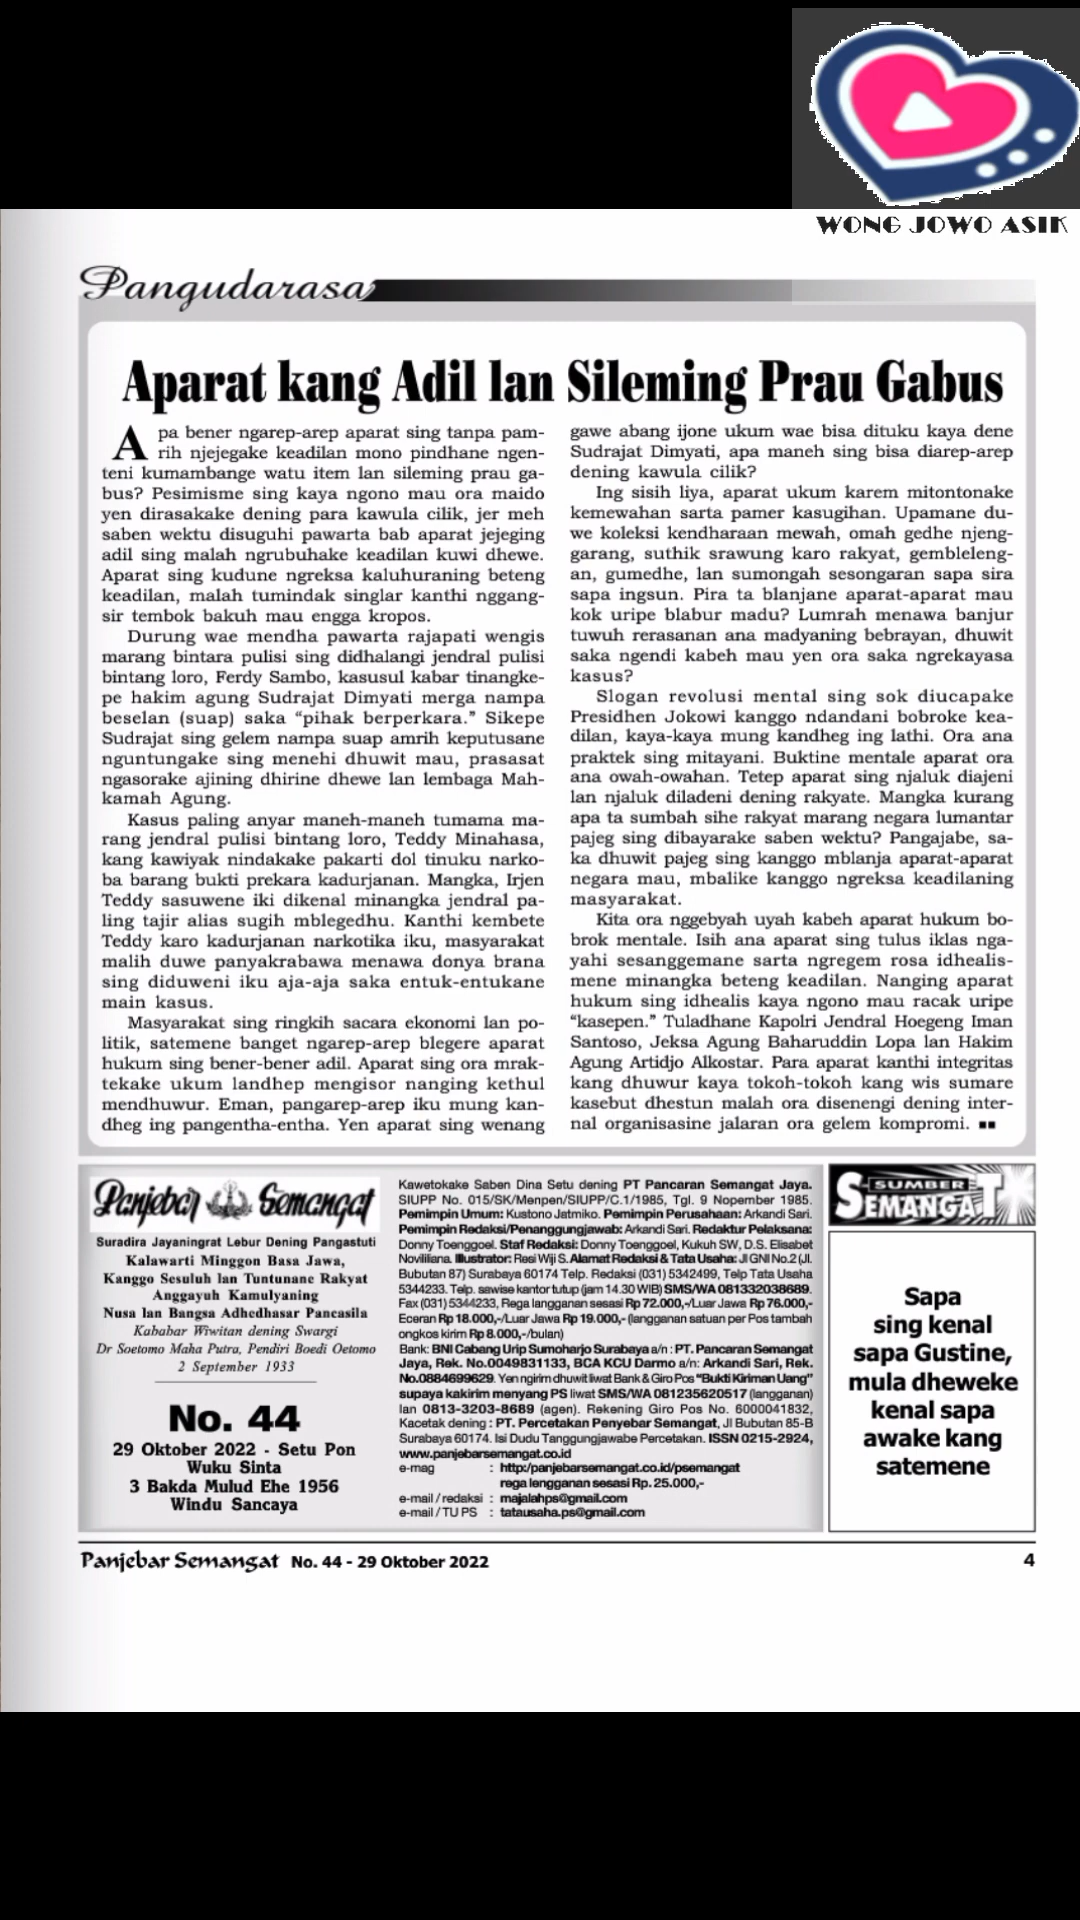 WONG JOWO ASIK
Pangudarasa
Aparat kang Adil lan Sileming Prau Gabus
Apa bener ngarep-arep aparat sing tanpa pam-
rih njejegake keadilan mono pindhane ngen-
teni kumambange watu item lan sileming prau ga-
bus? Pesimisme sing kaya ngono mau ora maido
yen dirasakake dening para kawula cilik, jer meh
saben wektu disuguhi pawarta bab aparat jejeging
adil sing malah ngrubuhake keadilan kuwi dhewe.
Aparat sing kudune ngreksa kaluhuraning beteng
keadilan, malah tumindak singlar kanthi nggang-
sir tembok bakuh mau engga kropos.
Durung wae mendha pawarta rajapati wengis
marang bintara pulisi sing didhalangi jendral pulisi
bintang loro, Ferdy Sambo, kasusul kabar tinangke-
pe hakim agung Sudrajat Dimyati merga nampa
beselan (suap) saka “pihak berperkara.” Sikepe
Sudrajat sing gelem nampa suap amrih keputusane
nguntungake sing menehi dhuwit mau, prasasat
ngasorake ajining dhirine dhewe lan lembaga Mah-
kamah Agung.
Kasus paling anyar maneh-maneh tumama ma-
rang jendral pulisi bintang loro, Teddy Minahasa,
kang kawiyak nindakake pakarti dol tinuku narko-
ba barang bukti prekara kadurjanan. Mangka, Irjen
Teddy sasuwene iki dikenal minangka jendral pa-
ling tajir alias sugih mblegedhu. Kanthi kembete
Teddy karo kadurjanan narkotika iku, masyarakat
malih duwe panyakrabawa menawa donya brana
sing diduweni iku aja-aja saka entuk-entukane
main kasus.
Masyarakat sing ringkih sacara ekonomi lan po-
litik, satemene banget ngarep-arep blegere aparat
hukum sing bener-bener adil. Aparat sing ora mrak-
tekake ukum landhep mengisor nanging kethul
mendhuwur. Eman, pangarep-arep iku mung kan-
dheg ing pangentha-entha. Yen aparat sing wenang
gawe abang ijone ukum wae bisa dituku kaya dene
Sudrajat Dimyati, apa maneh sing bisa diarep-arep
dening kawula cilik?
Ing sisih liya, aparat ukum karem mitontonake
kemewahan sarta pamer kasugihan. Upamane du-
we koleksi kendharaan mewah, omah gedhe njeng-
garang, suthik srawung karo rakyat, gembleleng-
an, gumedhe, lan sumongah sesongaran sapa sira
sapa ingsun. Pira ta blanjane aparat-aparat mau
kok uripe blabur madu? Lumrah menawa banjur
tuwuh rerasanan ana madyaning bebrayan, dhuwit
saka ngendi kabeh mau yen ora saka ngrekayasa
kasus?
Slogan revolusi mental sing sok diucapake
Presidhen Jokowi kanggo ndandani bobroke kea-
dilan, kaya-kaya mung kandheg ing lathi. Ora ana
praktek sing mitayani. Buktine mentale aparat ora
ana owah-owahan. Tetep aparat sing njaluk diajeni
lan njaluk diladeni dening rakyate. Mangka kurang
apa ta sumbah sihe rakyat marang negara lumantar
pajeg sing dibayarake saben wektu? Pangajabe, sa-
ka dhuwit pajeg sing kanggo mblanja aparat-aparat
negara mau, mbalike kanggo ngreksa keadilaning
masyarakat.
Kita ora nggebyah uyah kabeh aparat hukum bo-
brok mentale. Isih ana aparat sing tulus iklas nga-
yahi sesanggemane sarta ngregem rosa idhealis-
mene minangka beteng keadilan. Nanging aparat
hukum sing idhealis kaya ngono mau racak uripe
“kasepen.” Tuladhane Kapolri Jendral Hoegeng Iman
Santoso, Jeksa Agung Baharuddin Lopa lan Hakim
Agung Artidjo Alkostar. Para aparat kanthi integritas
kang dhuwur kaya tokoh-tokoh kang wis sumare
kasebut dhestun malah ora disenengi dening inter-
nal organisasine jalaran ora gelem kompromi. ■■
Panjebar Semangat
Suradira Jayaningrat Lebur Dening Pangastuti
Kalawarti Minggon Basa Jawa,
Kanggo Sesuluh lan Tuntunane Rakyat
Anggayuh Kamulyaning
Nusa lan Bangsa Adhedhasar Pancasila
Kababar Wiwitan dening Swargi
Dr Soetomo Maha Putra, Pendiri Boedi Oetomo
2 September 1933
No. 44
29 Oktober 2022 - Setu Pon
Wuku Sinta
3 Bakda Mulud Ehe 1956
Windu Sancaya
Kawetokake Saben Dina Setu dening PT Pancaran Semangat Jaya.
SIUPP No. 015/SK/Menpen/SIUPP/C.1/1985, Tgl. 9 Nopember 1985.
Pemimpin Umum: Kustono Jatmiko. Pemimpin Perusahaan: Arkandi Sari.
Pemimpin Redaksi/Penanggungjawab: Arkandi Sari. Redaktur Pelaksana:
Donny Toenggoel. Staf Redaksi: Donny Toenggoel, Kukuh SW, D.S. Elisabet
Novililiana. Illustrator: Resi Wiji S. Alamat Redaksi & Tata Usaha: Jl GNI No.2 (Jl.
Bubutan 87) Surabaya 60174 Telp. Redaksi (031) 5342499, Telp Tata Usaha
5344233. Telp. sawise kantor tutup (jam 14.30 WIB) SMS/WA 081332038689.
Fax (031) 5344233, Rega langganan sesasi Rp 72.000,-/Luar Jawa Rp 76.000,-
Eceran Rp 18.000,-/Luar Jawa Rp 19.000,- (langganan satuan per Pos tambah
ongkos kirim Rp 8.000,-/bulan)
Bank: BNI Cabang Urip Sumoharjo Surabaya a/n : PT. Pancaran Semangat
Jaya, Rek. No.0049831133, BCA KCU Darmo a/n: Arkandi Sari, Rek.
No.0884699629. Yen ngirim dhuwit liwat Bank & Giro Pos "Bukti Kiriman Uang"
supaya kakirim menyang PS liwat SMS/WA 081235620517 (langganan)
lan 0813-3203-8689 (agen). Rekening Giro Pos No. 6000041832,
Kacetak dening : PT. Percetakan Penyebar Semangat, Jl Bubutan 85-B
Surabaya 60174. Isi Dudu Tanggungjawabe Percetakan. ISSN 0215-2924,
www.panjebarsemangat.co.id
e-mag : http:/panjebarsemangat.co.id/psemangat
rega lengganan sesasi Rp. 25.000,-
e-mail / redaksi : majalahps@gmail.com
e-mail / TU PS : tatausaha.ps@gmail.com
SUMBER
SEMANGAT
Sapa
sing kenal
sapa Gustine,
mula dheweke
kenal sapa
awake kang
satemene
Panjebar Semangat No. 44 - 29 Oktober 2022
4